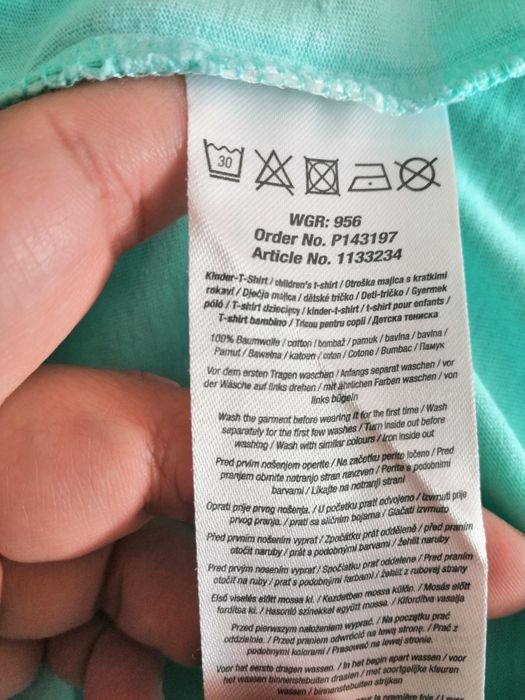 30
WGR: 956
Order No. P143197
Article No. 1133234
Kinder-T-Shirt / children's t-shirt / Otroška majica s kratkimi
rokavi / Dječja majica / dětské tričko / Deti-tričko / Gyermek
póló / T-shirt dziecięcy / kinder-t-shirt / t-shirt pour enfants /
T-shirt bambino / Tricou pentru copii / Детска тениска
100% Baumwolle / cotton / bombaž / pamuk / bavlna / bavlna /
Pamut / Bawełna / katoen / coton / Cotone / Bumbac / Памук
Vor dem ersten Tragen waschen / Anfangs separat waschen / vor
der Wäsche auf links drehen / mit ähnlichen Farben waschen / von
links bügeln
Wash the garment before wearing it for the first time / Wash
separately for the first few washes / Turn inside out before
washing / Wash with similar colours / Iron inside out
Pred prvim nošenjem operite / Na začetku perite ločeno / Pred
pranjem obrnite notranjo stran navzven / Perite s podobnimi
barvami / Likajte na notranji strani
Oprati prije prvog nošenja. / U početku prati odvojeno / Izvrnuti prije
prvog pranja. / prati sa sličnim bojama / Glačati izvrnuto
Před prvním nošením vyprat / Zpočátku prát odděleně / před praním
otočit naruby / prát s podobnými barvami / žehlit naruby
Pred prvým nosením vyprať / Spočiatku prať oddelene / Pred praním
otočiť na ruby / prať s podobnými farbami / žehliť z rubovej strany
Első viselés előtt mossa ki. / Kezdetben mossa külön. / Mosás előtt
fordítsa ki. / Hasonló színekkel együtt mossa. / Kifordítva vasalja
Przed pierwszym nałożeniem wyprać. / Na początku prać
oddzielnie. / Przed praniem odwrócić na lewą stronę. / Prać z
podobnymi kolorami / Prasować na lewej stronie.
Voor het eerste dragen wassen. / In het begin apart wassen / voor
het wassen binnenstebuiten draaien / met soortgelijke kleuren
wassen / binnenstebuiten strijken